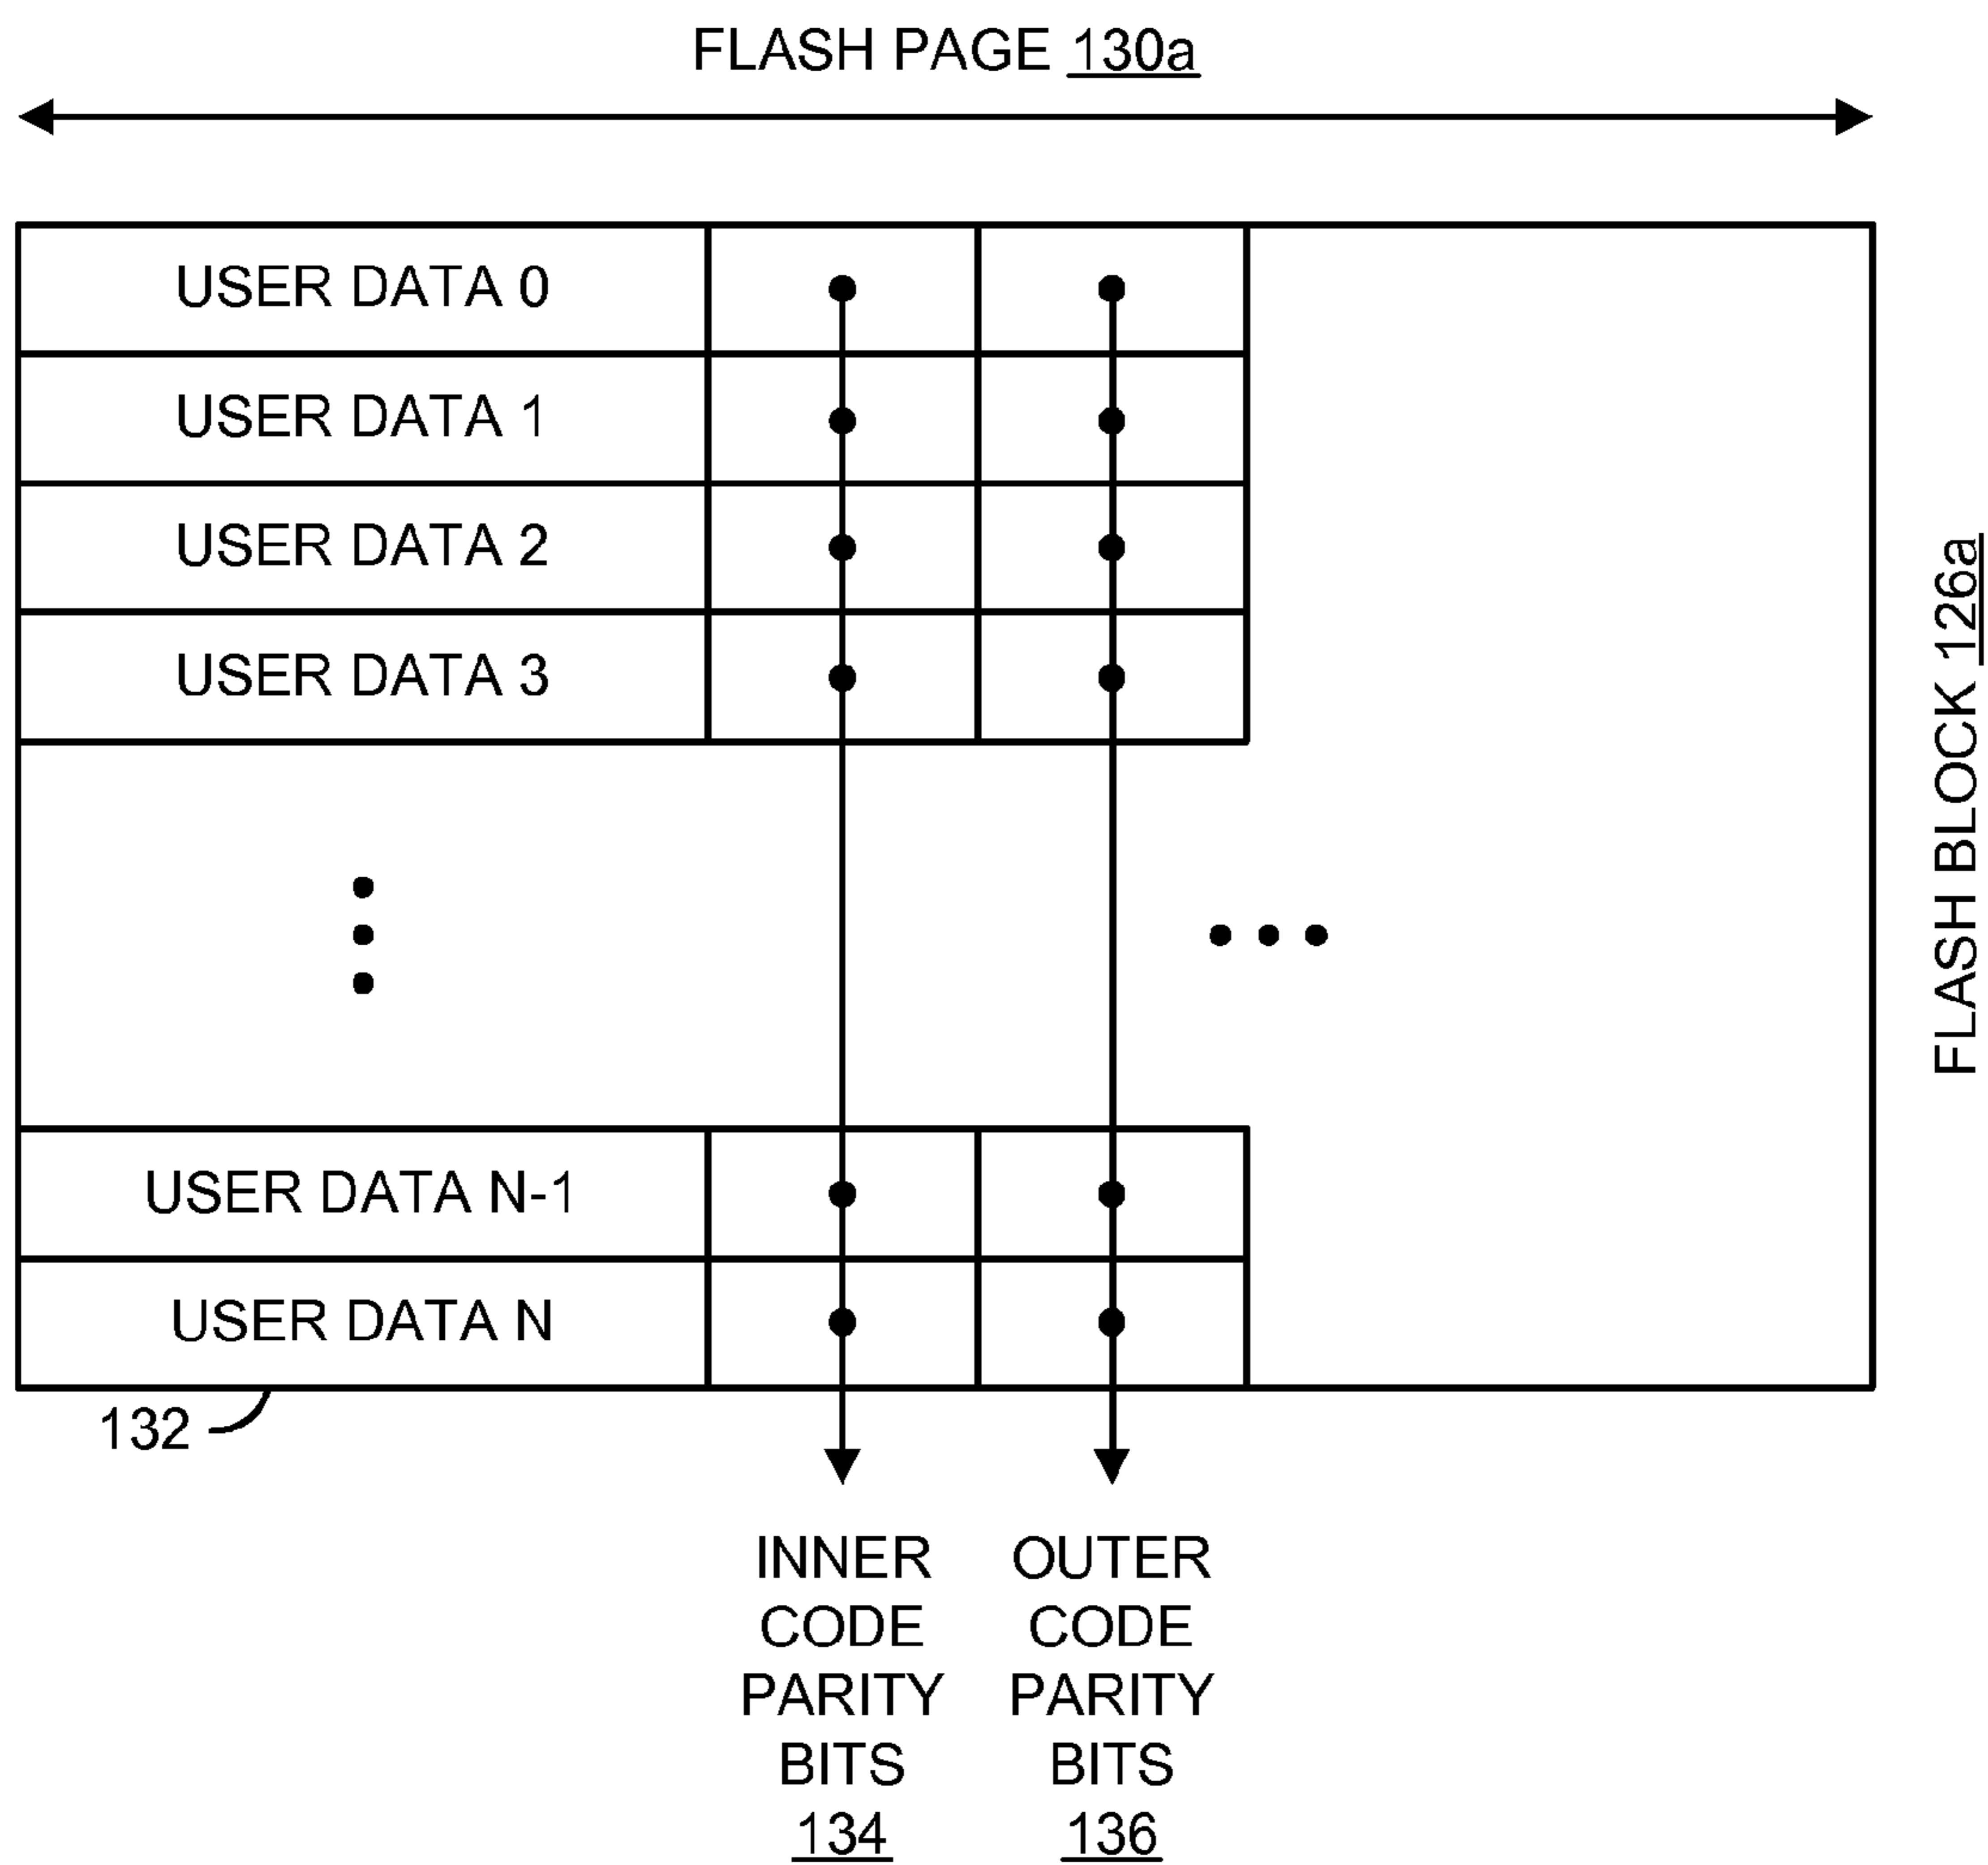 FLASH PAGE 130a
USER DATA 0
USER DATA 1
USER DATA 2
USER DATA 3
USER DATA N-1
USER DATA N
132
INNER
CODE
PARITY
BITS
134
OUTER
CODE
PARITY
BITS
136
FLASH BLOCK 126a